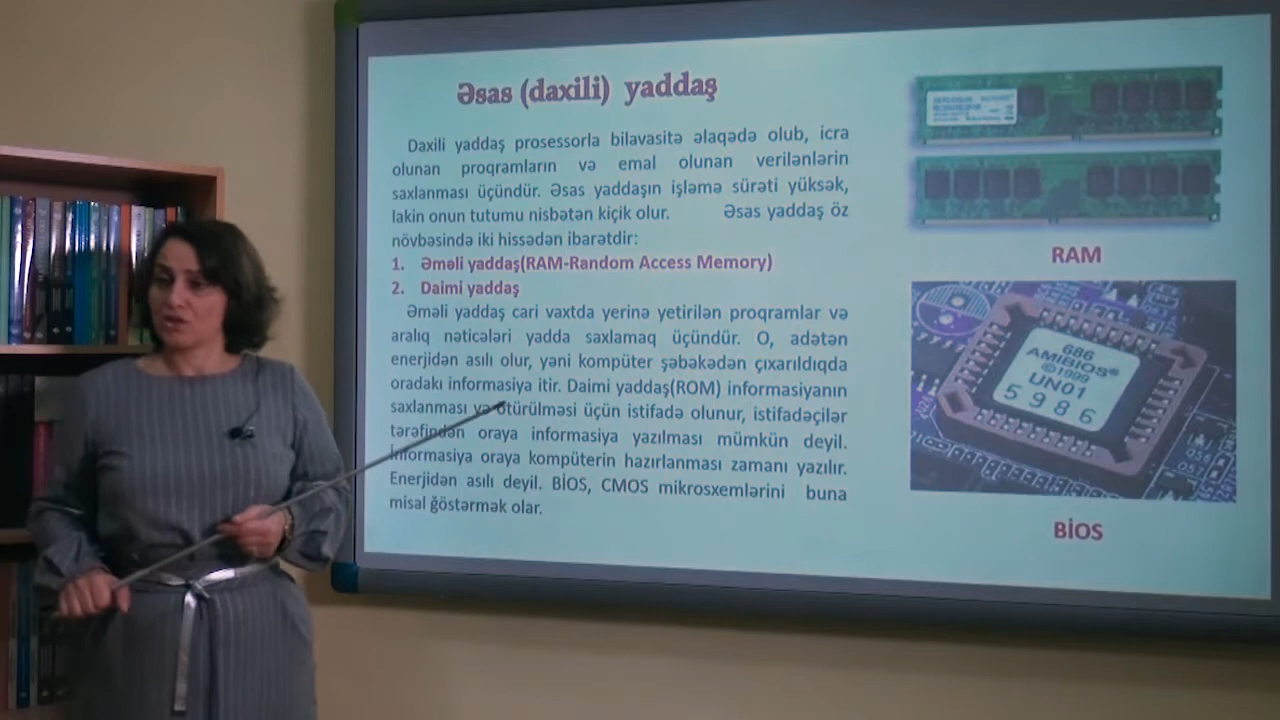 Əsas (daxili) yaddaş
Daxili yaddaş prosessorla bilavasitə əlaqədə olub, icra
olunan proqramların və emal olunan verilənlərin
saxlanması üçündür. Əsas yaddaşın işləmə sürəti yüksək,
lakin onun tutumu nisbətən kiçik olur. Əsas yaddaş öz
növbəsində iki hissədən ibarətdir:
1. Əməli yaddaş(RAM-Random Access Memory)
2. Daimi yaddaş
Əməli yaddaş cari vaxtda yerinə yetirilən proqramlar və
aralıq nəticələri yadda saxlamaq üçündür. O, adətən
enerjidən asılı olur, yəni kompüter şəbəkədən çıxarıldıqda
oradakı informasiya itir. Daimi yaddaş(ROM) informasiyanın
saxlanması və ötürülməsi üçün istifadə olunur, istifadəçilər
tərəfindən oraya informasiya yazılması mümkün deyil.
İnformasiya oraya kompüterin hazırlanması zamanı yazılır.
Enerjidən asılı deyil. BİOS, CMOS mikrosxemlərini buna
misal ğöstərmək olar.
RAM
686
AMIBIOS®
©1999
UN01
5986
BİOS